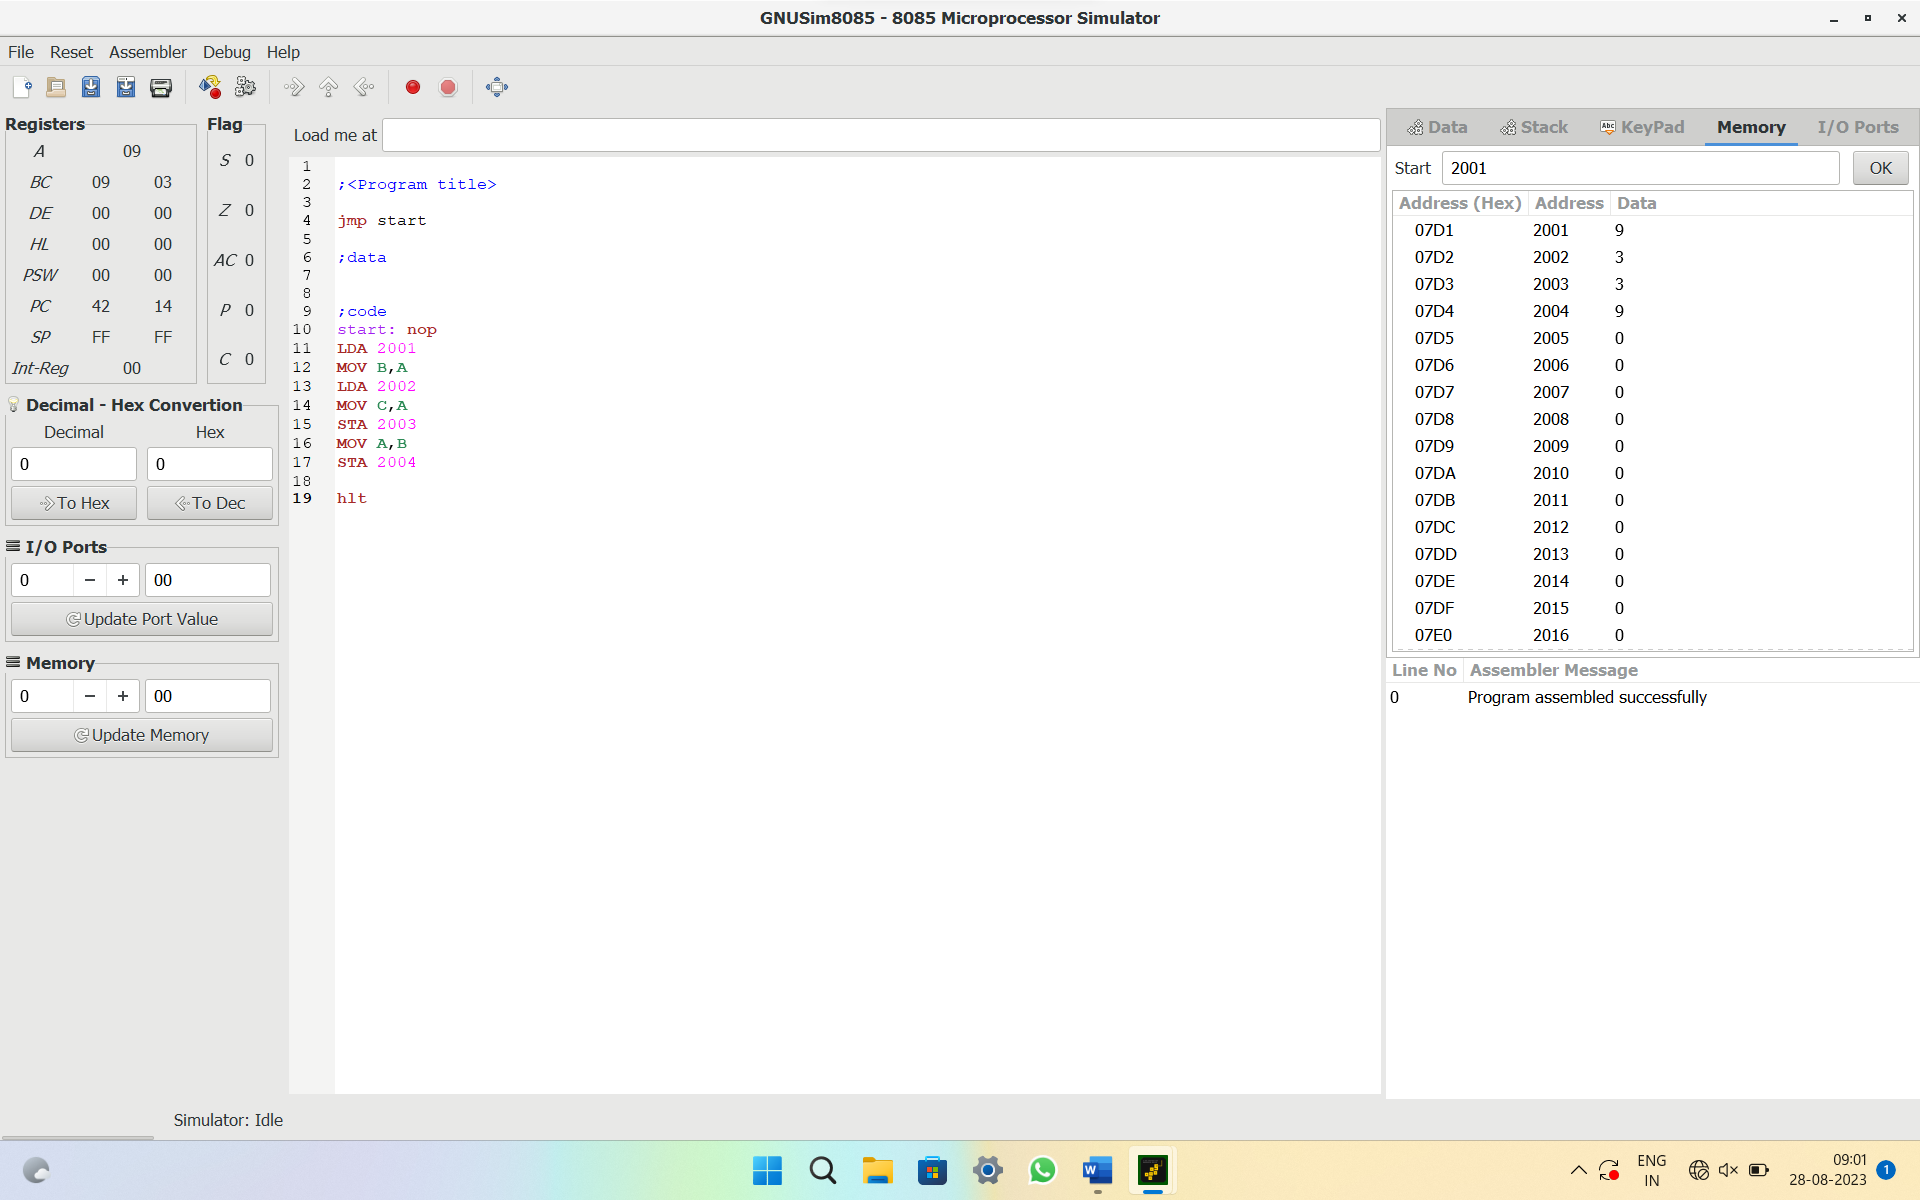 GNUSim8085 - 8085 Microprocessor Simulator
File Reset Assembler Debug Help
Registers
A 09
BC 09 03
DE 00 00
HL 00 00
PSW 00 00
PC 42 14
SP FF FF
Int-Reg 00
Flag
S 0
Z 0
AC 0
P 0
C 0
Decimal - Hex Convertion
Decimal Hex
0 0
To Hex To Dec
I/O Ports
0 − + 00
Update Port Value
Memory
0 − + 00
Update Memory
Load me at
1
2 ;<Program title>
3
4 jmp start
5
6 ;data
7
8
9 ;code
10 start: nop
11 LDA 2001
12 MOV B,A
13 LDA 2002
14 MOV C,A
15 STA 2003
16 MOV A,B
17 STA 2004
18
19 hlt
Data Stack Abc KeyPad Memory I/O Ports
Start 2001 OK
Address (Hex) Address Data
07D1 2001 9
07D2 2002 3
07D3 2003 3
07D4 2004 9
07D5 2005 0
07D6 2006 0
07D7 2007 0
07D8 2008 0
07D9 2009 0
07DA 2010 0
07DB 2011 0
07DC 2012 0
07DD 2013 0
07DE 2014 0
07DF 2015 0
07E0 2016 0
Line No Assembler Message
0 Program assembled successfully
Simulator: Idle
W
ENG
IN
09:01
28-08-2023
1